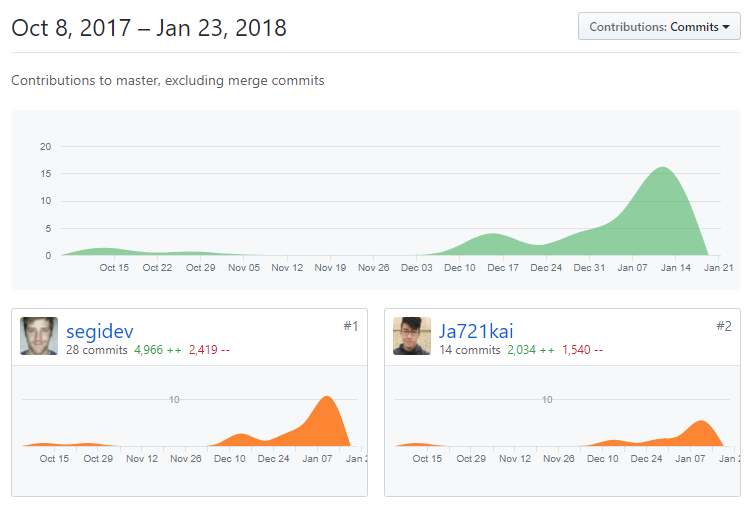 Oct 8, 2017 – Jan 23, 2018
Contributions: Commits
Contributions to master, excluding merge commits
20
15
10
5
0
Oct 15 Oct 22 Oct 29 Nov 05 Nov 12 Nov 19 Nov 26 Dec 03 Dec 10 Dec 17 Dec 24 Dec 31 Jan 07 Jan 14 Jan 21
segidev #1
28 commits 4,966 ++ 2,419 --
10
Oct 15 Oct 29 Nov 12 Nov 26 Dec 10 Dec 24 Jan 07 Jan 2
Ja721kai #2
14 commits 2,034 ++ 1,540 --
10
Oct 15 Oct 29 Nov 12 Nov 26 Dec 10 Dec 24 Jan 07 Jan 2